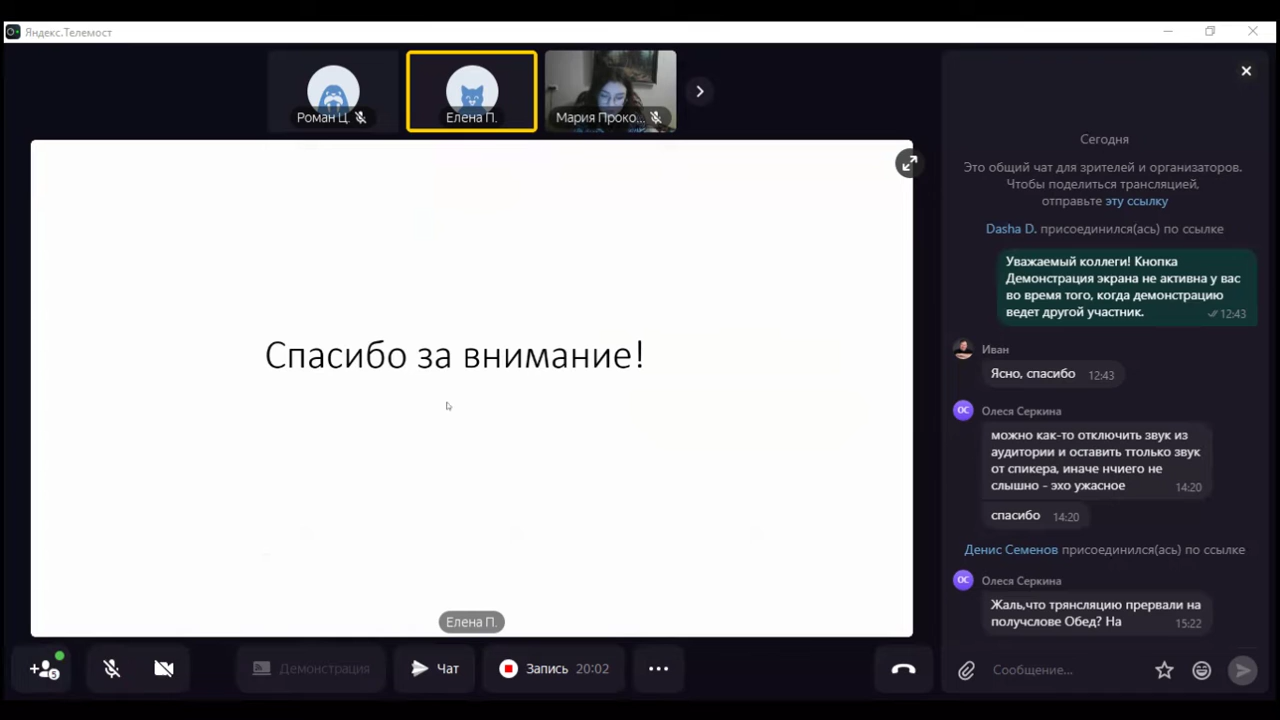 Яндекс.Телемост
Роман Ц.
Елена П.
Мария Проко...
Спасибо за внимание!
Елена П.
5
Демонстрация
Чат
Запись 20:02
Сегодня
Это общий чат для зрителей и организаторов.
Чтобы поделиться трансляцией,
отправьте эту ссылку
Dasha D. присоединился(ась) по ссылке
Уважаемый коллеги! Кнопка
Демонстрация экрана не активна у вас
во время того, когда демонстрацию
ведет другой участник.
12:43
Иван
Ясно, спасибо 12:43
ОС Олеся Серкина
можно как-то отключить звук из
аудитории и оставить ттолько звук
от спикера, иначе нчиего не
слышно - эхо ужасное 14:20
спасибо 14:20
Денис Семенов присоединился(ась) по ссылке
ОС Олеся Серкина
Жаль,что трянсляцию прервали на
получслове Обед? На 15:22
Сообщение...